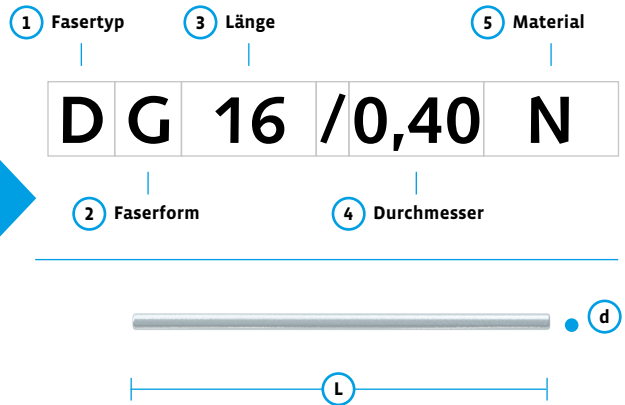 1 Fasertyp 3 Länge 5 Material
D G 16 /0,40 N
2 Faserform 4 Durchmesser
d
L